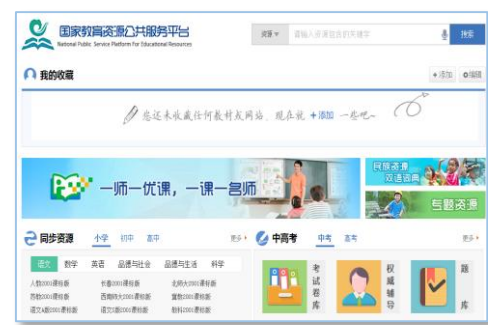 国家教育资源公共服务平台
National Public Service Platform For Educational Resources
资源 请输入资源包含的关键字 搜索
我的收藏 +添加 编辑
您还未收藏任何教材或网站，现在就 +添加 一些吧~
一师一优课，一课一名师
民族资源
双语词典
专题资源
同步资源 小学 初中 高中 更多
中高考 中考 高考 更多
语文 数学 英语 品德与社会 品德与生活 科学
人教2001课标版 长春2001课标版 北师大2001课标版
苏教2001课标版 西南师大2001课标版 冀教2001课标版
语文A版2001课标版 语文S版2001课标版 教科2001课标版
考试卷库
权威辅导
题库